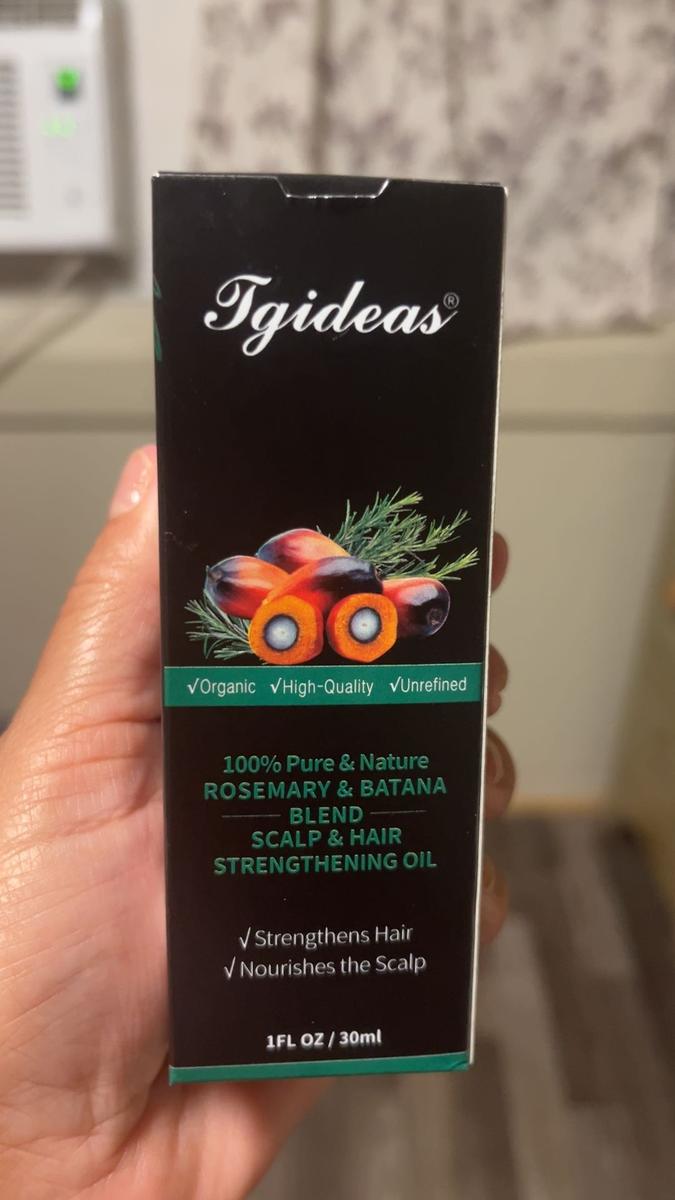 Tgideas®
√Organic √High-Quality √Unrefined
100% Pure & Nature
ROSEMARY & BATANA
BLEND
SCALP & HAIR
STRENGTHENING OIL
√ Strengthens Hair
√ Nourishes the Scalp
1FL OZ / 30ml